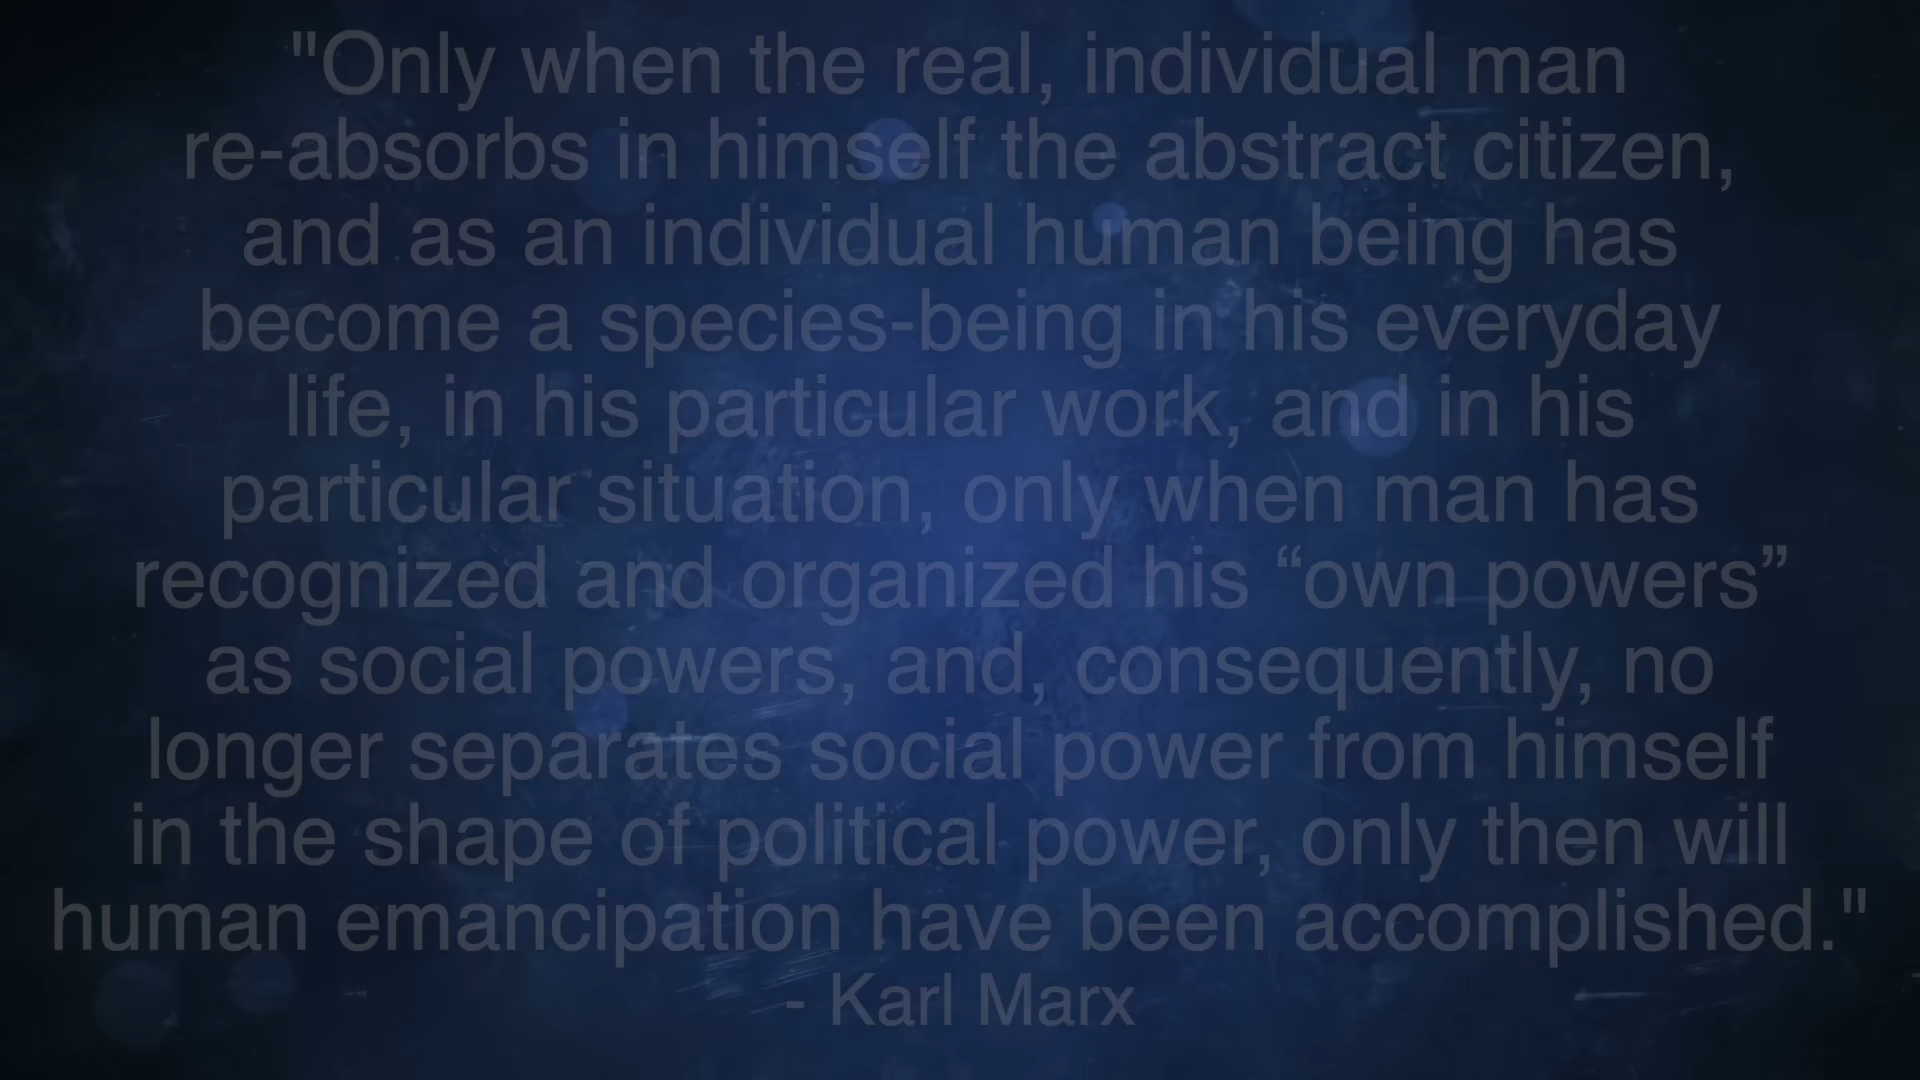 "Only when the real, individual man
re-absorbs in himself the abstract citizen,
and as an individual human being has
become a species-being in his everyday
life, in his particular work, and in his
particular situation, only when man has
recognized and organized his “own powers”
as social powers, and, consequently, no
longer separates social power from himself
in the shape of political power, only then will
human emancipation have been accomplished."
- Karl Marx